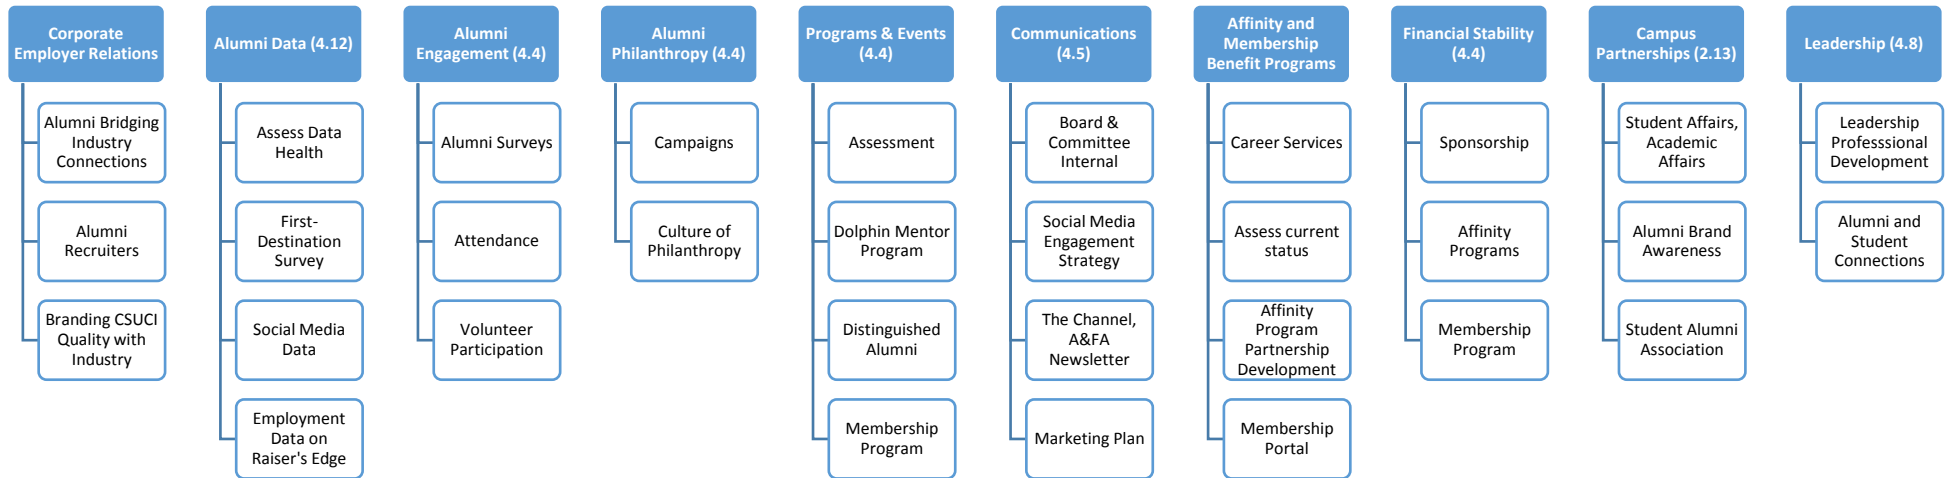 Corporate
Employer Relations
Alumni Bridging
Industry
Connections
Alumni
Recruiters
Branding CSUCI
Quality with
Industry
Alumni Data (4.12)
Assess Data
Health
First-
Destination
Survey
Social Media
Data
Employment
Data on
Raiser's Edge
Alumni
Engagement (4.4)
Alumni Surveys
Attendance
Volunteer
Participation
Alumni
Philanthropy (4.4)
Campaigns
Culture of
Philanthropy
Programs & Events
(4.4)
Assessment
Dolphin Mentor
Program
Distinguished
Alumni
Membership
Program
Communications
(4.5)
Board &
Committee
Internal
Social Media
Engagement
Strategy
The Channel,
A&FA
Newsletter
Marketing Plan
Affinity and
Membership
Benefit Programs
Career Services
Assess current
status
Affinity
Program
Partnership
Development
Membership
Portal
Financial Stability
(4.4)
Sponsorship
Affinity
Programs
Membership
Program
Campus
Partnerships (2.13)
Student Affairs,
Academic
Affairs
Alumni Brand
Awareness
Student Alumni
Association
Leadership (4.8)
Leadership
Professsional
Development
Alumni and
Student
Connections